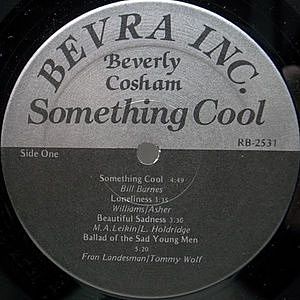 BEVRA INC.
Beverly
Cosham
Something Cool
RB-2531
Side One
Something Cool 4:49
Bill Barnes
Loneliness 3:35
Williams/Asher
Beautiful Sadness 3:36
M.A.Leikin/L. Holdridge
Ballad of the Sad Young Men
5:20
Fran Landesman/Tommy Wolf